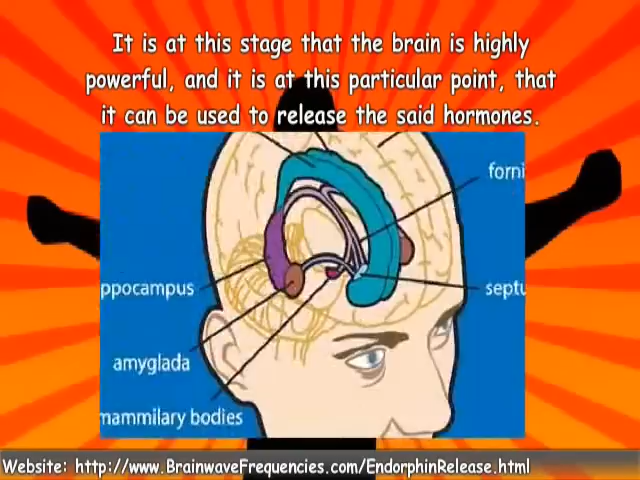 It is at this stage that the brain is highly
powerful, and it is at this particular point, that
it can be used to release the said hormones.
forni
ppocampus
septu
amyglada
mammilary bodies
Website: http://www.BrainwaveFrequencies.com/EndorphinRelease.html